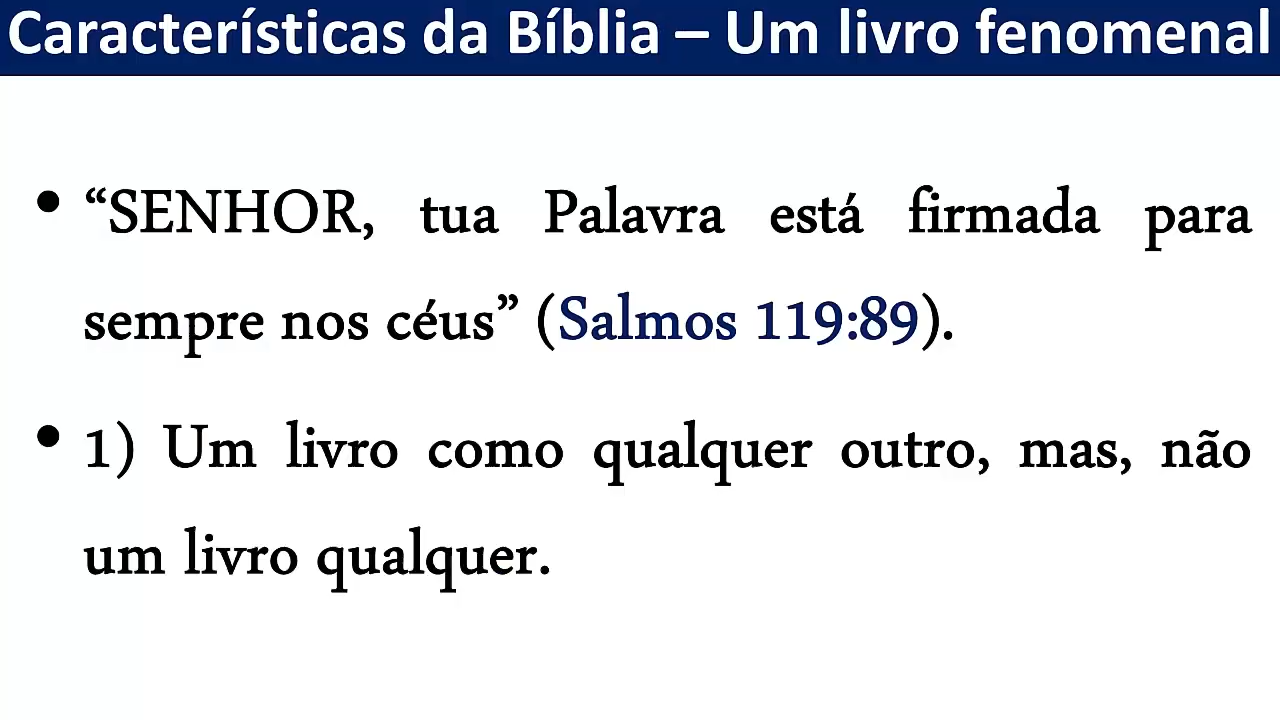 Características da Bíblia – Um livro fenomenal
• “SENHOR, tua Palavra está firmada para
sempre nos céus” (Salmos 119:89).
• 1) Um livro como qualquer outro, mas, não
um livro qualquer.